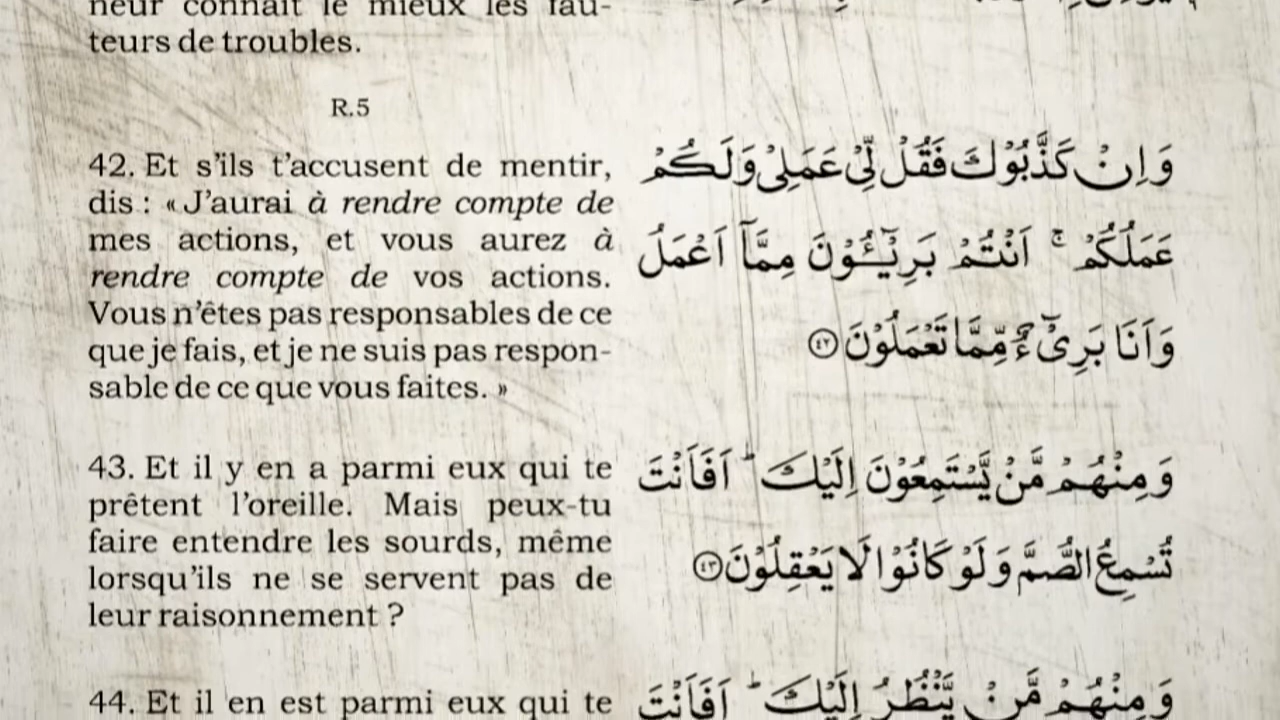 neur connaît le mieux les fau-
teurs de troubles.
R.5
42. Et s'ils t'accusent de mentir,
dis : « J'aurai à rendre compte de
mes actions, et vous aurez à
rendre compte de vos actions.
Vous n'êtes pas responsables de ce
que je fais, et je ne suis pas respon-
sable de ce que vous faites. »
وَ اِنْ كَذَّبُوْكَ فَقُلْ لِّيْ عَمَلِيْ وَلَكُمْ
عَمَلُكُمْ ۚ اَنْتُمْ بَرِيْٓـُٔوْنَ مِمَّاۤ اَعْمَلُ
وَ اَنَا بَرِيْٓءٌ مِّمَّا تَعْمَلُوْنَ ﴿٤٢﴾
43. Et il y en a parmi eux qui te
prêtent l'oreille. Mais peux-tu
faire entendre les sourds, même
lorsqu'ils ne se servent pas de
leur raisonnement ?
وَ مِنْهُمْ مَّنْ يَّسْتَمِعُوْنَ اِلَيْكَ ؕ اَفَاَنْتَ
تُسْمِعُ الصُّمَّ وَ لَوْ كَانُوْا لَا يَعْقِلُوْنَ ﴿٤٣﴾
44. Et il en est parmi eux qui te
وَ مِنْهُمْ مَّنْ يَّنْظُرُ اِلَيْكَ ؕ اَفَاَنْتَ